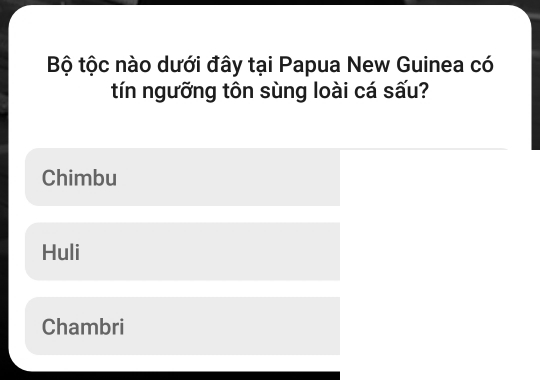 Bộ tộc nào dưới đây tại Papua New Guinea có
tín ngưỡng tôn sùng loài cá sấu?
Chimbu
Huli
Chambri